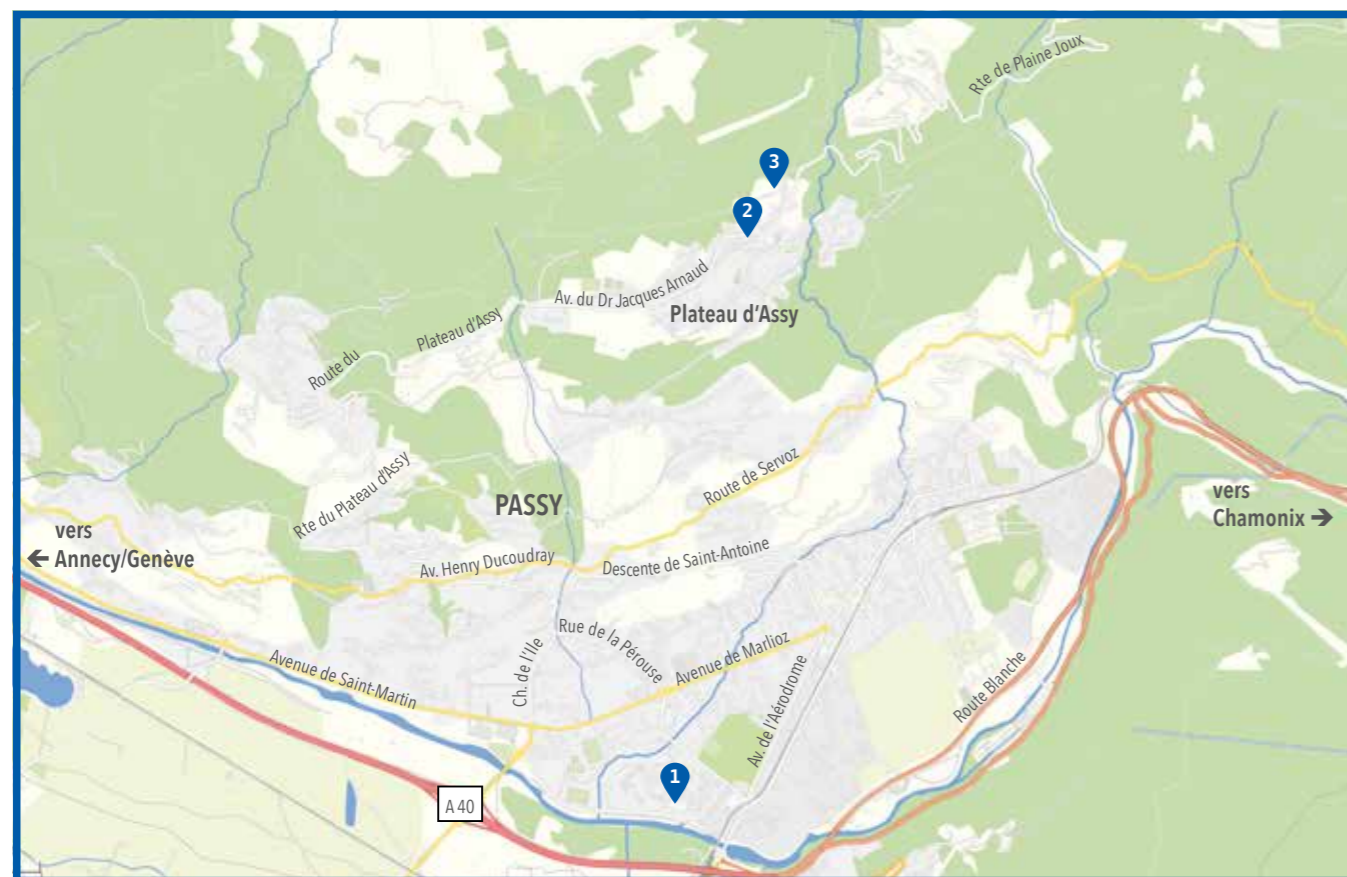 Rte de Plaine Joux
3
2
Av. du Dr Jacques Arnaud
Plateau d'Assy
Route du
Plateau d'Assy
Route de Servoz
Rte du Plateau d'Assy
PASSY
vers
← Annecy/Genève
vers
Chamonix →
Av. Henry Ducoudray
Descente de Saint-Antoine
Rue de la Pérouse
Avenue de Marlioz
Ch. de l'Ile
Avenue de Saint-Martin
Av. de l'Aérodrome
Route Blanche
1
A 40